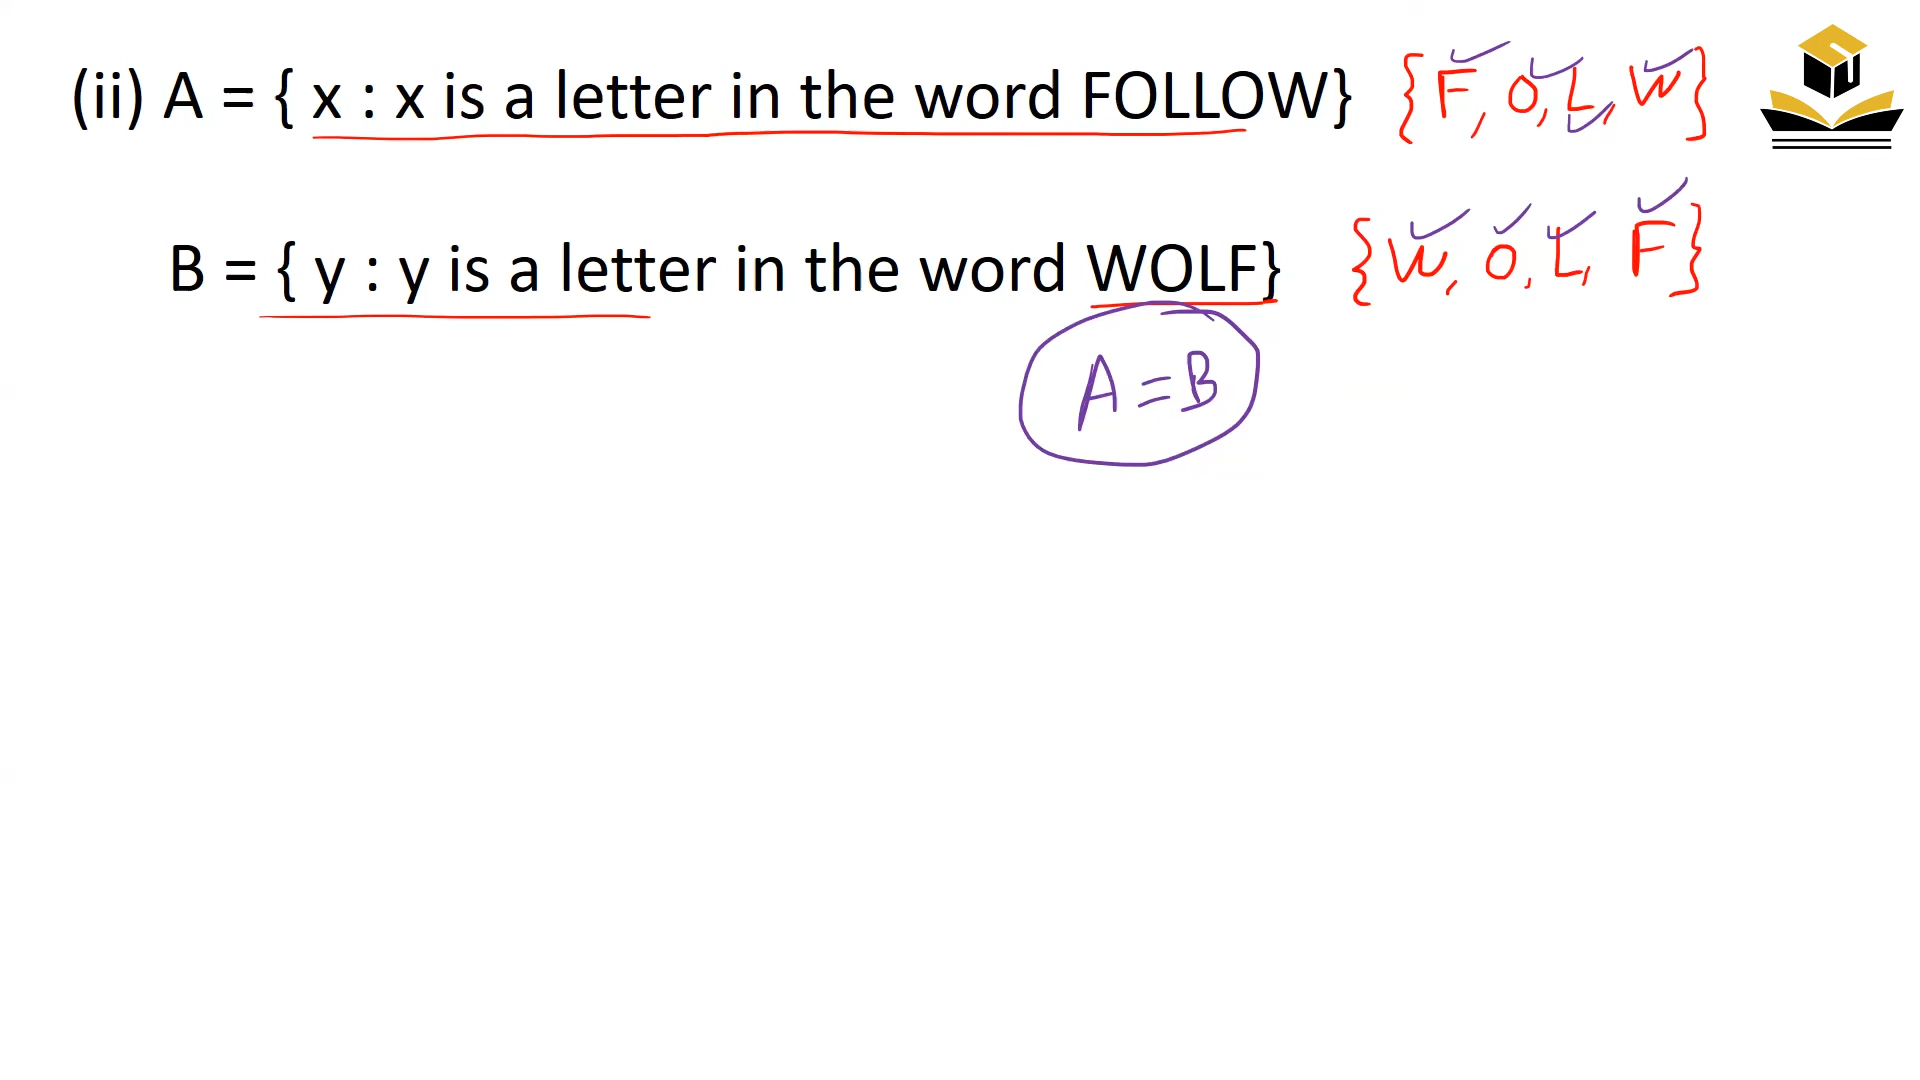 (ii) A = { x : x is a letter in the word FOLLOW} {F, O, L, W}
B = { y : y is a letter in the word WOLF} {W, O, L, F}
A = B